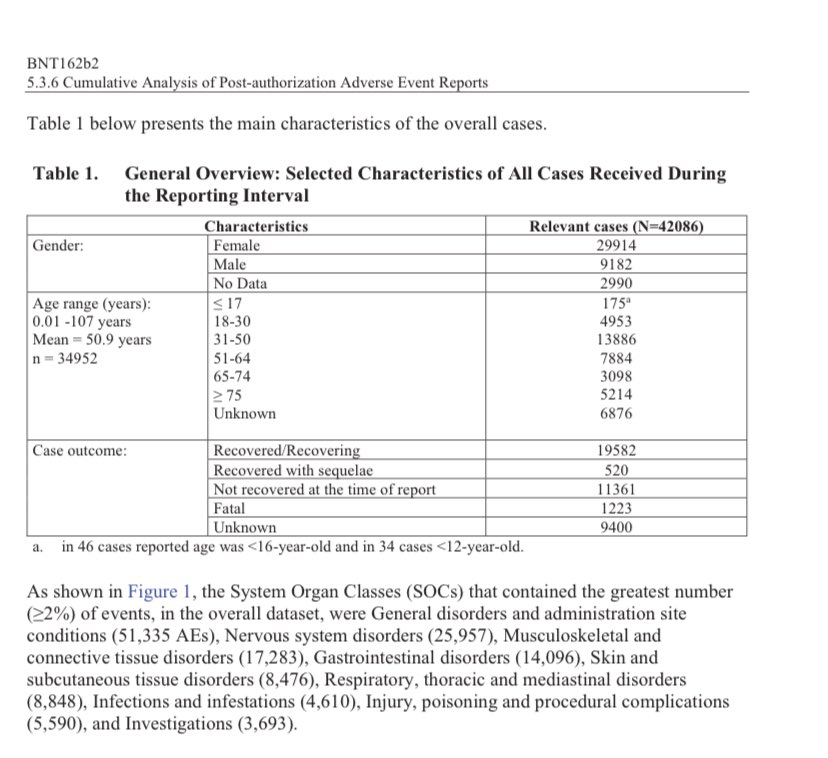 BNT162b2
5.3.6 Cumulative Analysis of Post-authorization Adverse Event Reports
Table 1 below presents the main characteristics of the overall cases.
Table 1. General Overview: Selected Characteristics of All Cases Received During
the Reporting Interval
Characteristics Relevant cases (N=42086)
Gender: Female 29914
Male 9182
No Data 2990
Age range (years): ≤ 17 175ᵃ
0.01 -107 years 18-30 4953
Mean = 50.9 years 31-50 13886
n = 34952 51-64 7884
65-74 3098
≥ 75 5214
Unknown 6876
Case outcome: Recovered/Recovering 19582
Recovered with sequelae 520
Not recovered at the time of report 11361
Fatal 1223
Unknown 9400
a. in 46 cases reported age was <16-year-old and in 34 cases <12-year-old.
As shown in Figure 1, the System Organ Classes (SOCs) that contained the greatest number
(≥2%) of events, in the overall dataset, were General disorders and administration site
conditions (51,335 AEs), Nervous system disorders (25,957), Musculoskeletal and
connective tissue disorders (17,283), Gastrointestinal disorders (14,096), Skin and
subcutaneous tissue disorders (8,476), Respiratory, thoracic and mediastinal disorders
(8,848), Infections and infestations (4,610), Injury, poisoning and procedural complications
(5,590), and Investigations (3,693).